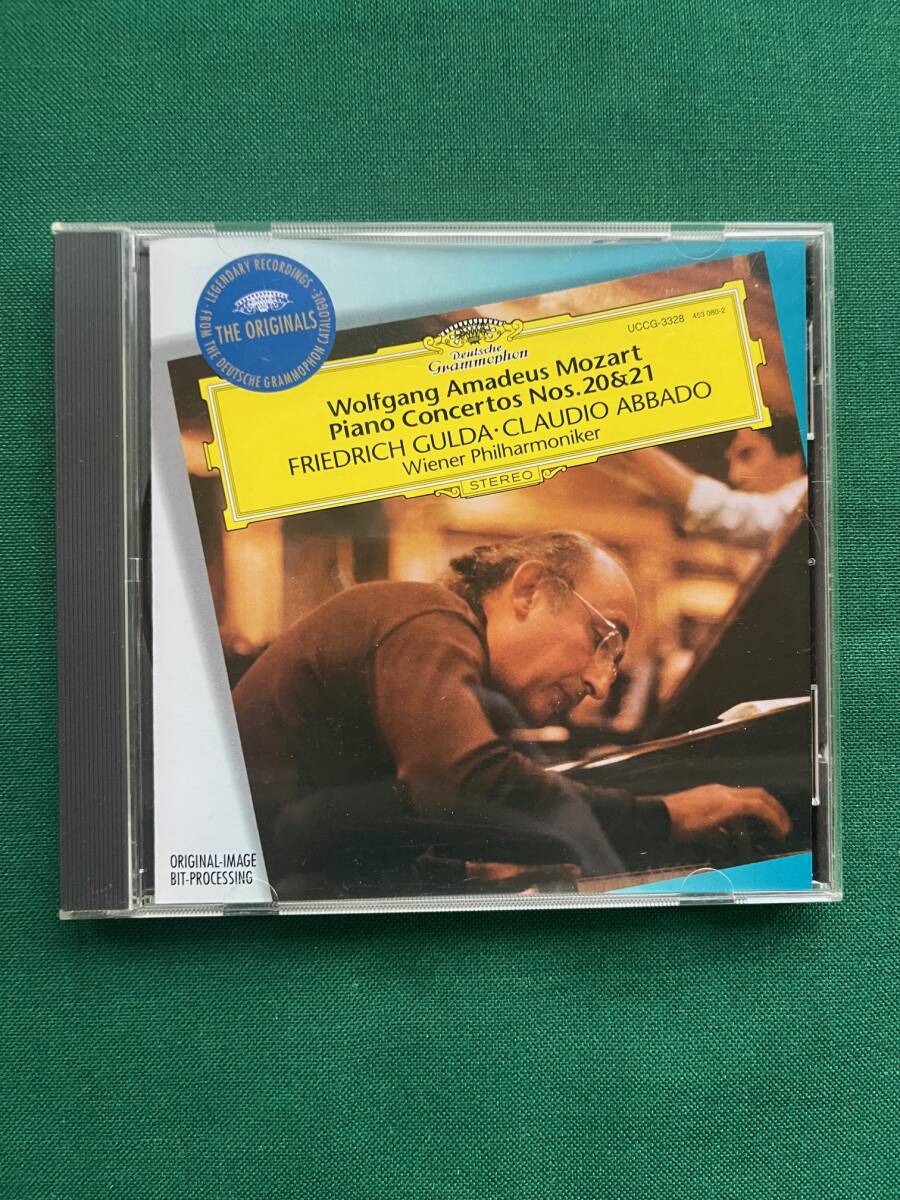 LEGENDARY RECORDINGS · FROM THE DEUTSCHE GRAMMOPHON CATALOGUE ·
THE ORIGINALS
Deutsche
Grammophon
UCCG-3328 453 080-2
Wolfgang Amadeus Mozart
Piano Concertos Nos.20&21
FRIEDRICH GULDA · CLAUDIO ABBADO
Wiener Philharmoniker
STEREO
ORIGINAL-IMAGE
BIT-PROCESSING